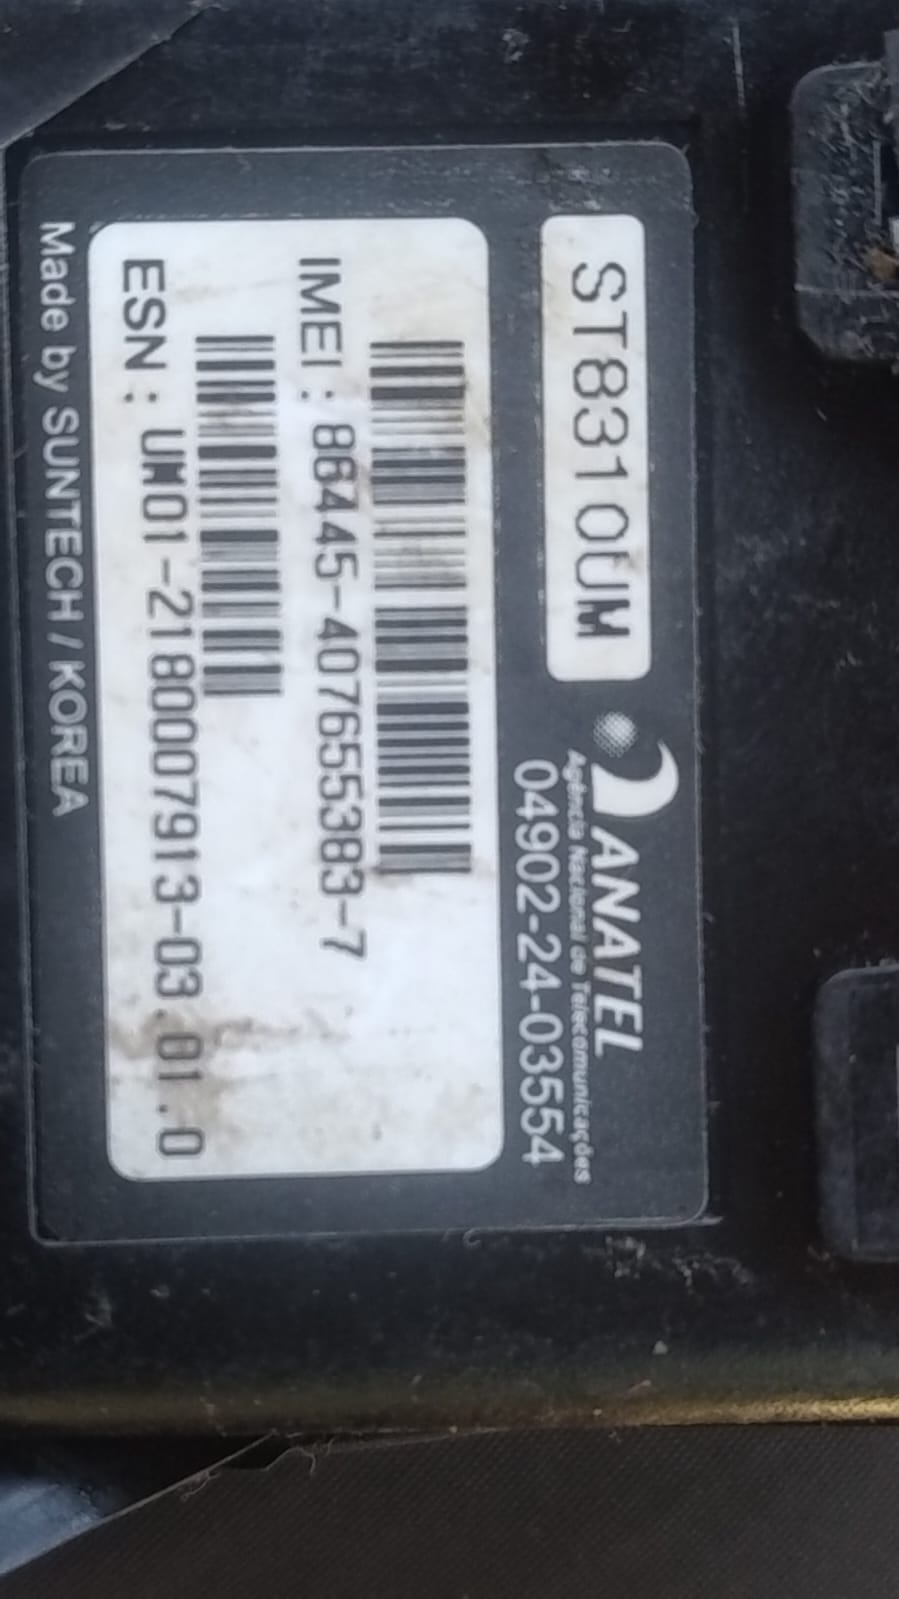 ST8310UM
ANATEL
Agência Nacional de Telecomunicações
04902-24-03554
IMEI : 86445-407655383-7
ESN : UW01-2180007913-03.01.0
Made by SUNTECH / KOREA